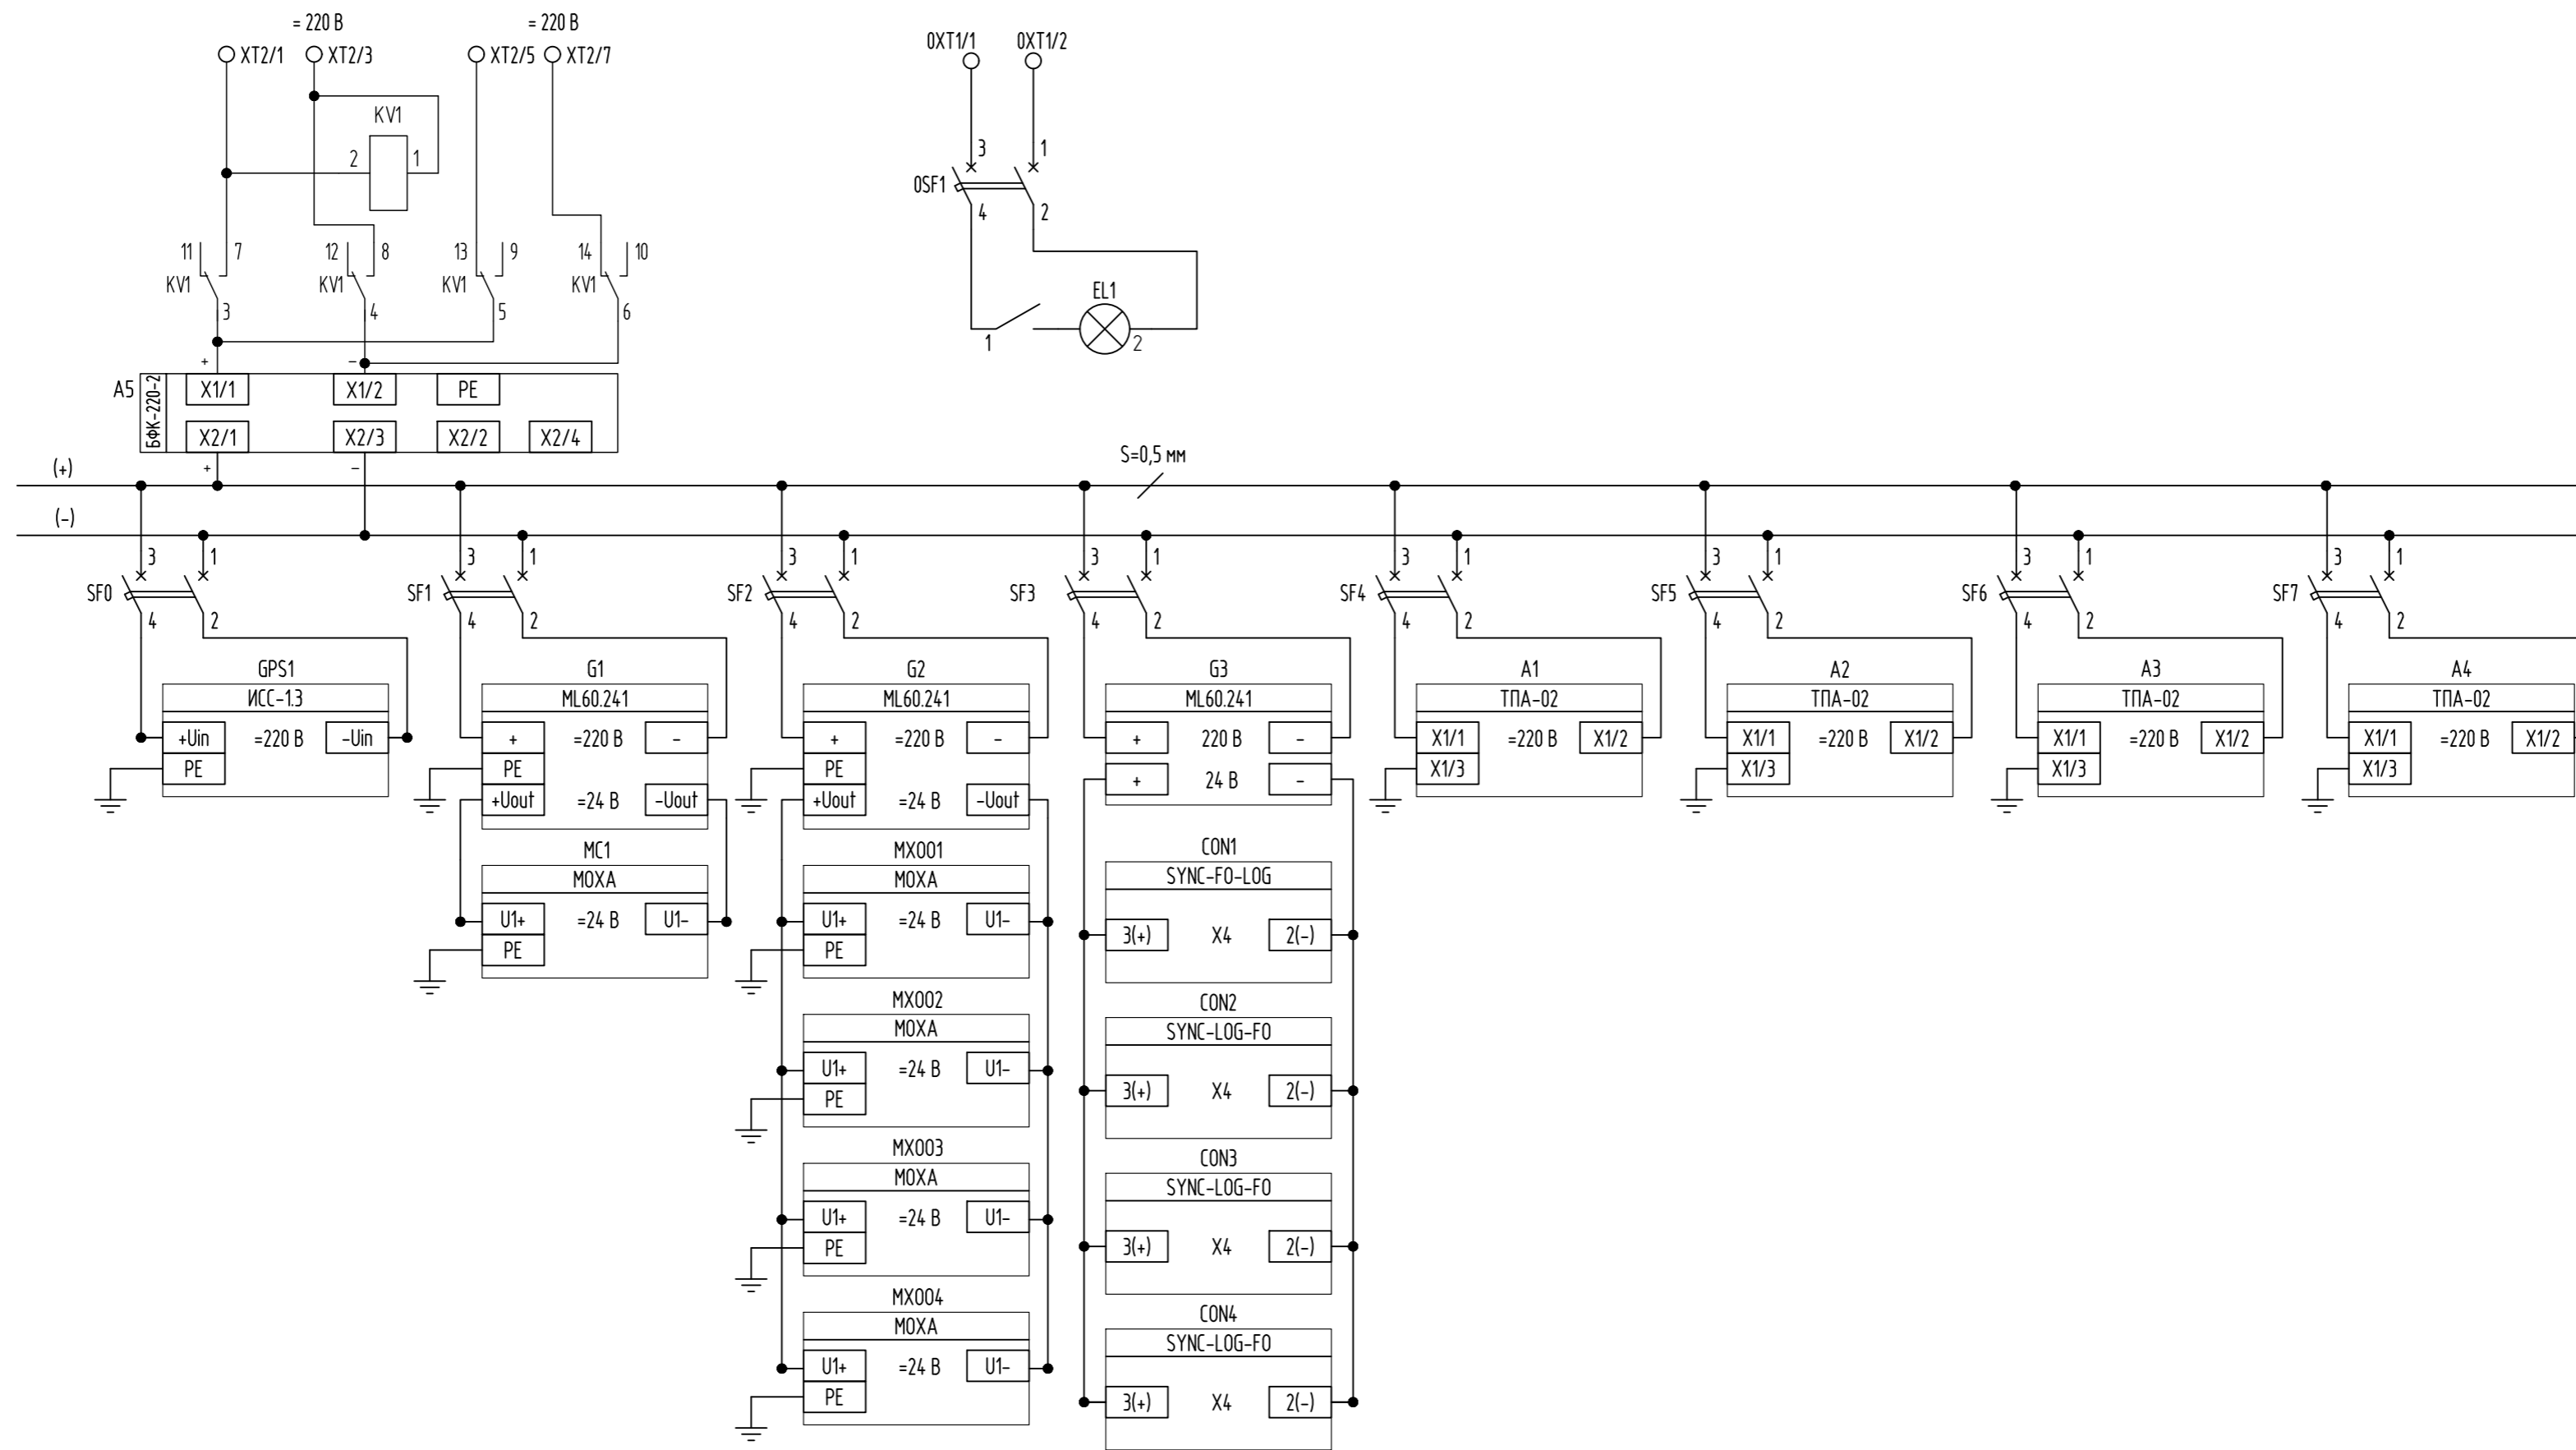 = 220 В = 220 В
XT2/1 XT2/3 XT2/5 XT2/7
0XT1/1 0XT1/2
KV1
2 1
3 1
0SF1
4 2
11 7 12 8 13 9 14 10
KV1 KV1 KV1 KV1
3 4 5 6
EL1
1 2
+ –
A5 БФК-220-2 X1/1 X1/2 PE
X2/1 X2/3 X2/2 X2/4
+ –
S=0,5 мм
(+)
(–)
3 1 3 1 3 1 3 1 3 1 3 1 3 1 3 1
SF0 SF1 SF2 SF3 SF4 SF5 SF6 SF7
4 2 4 2 4 2 4 2 4 2 4 2 4 2 4 2
GPS1 G1 G2 G3 A1 A2 A3 A4
ИСС-1.3 ML60.241 ML60.241 ML60.241 ТПА-02 ТПА-02 ТПА-02 ТПА-02
+Uin =220 В -Uin + =220 В – + =220 В – + 220 В – X1/1 =220 В X1/2 X1/1 =220 В X1/2 X1/1 =220 В X1/2 X1/1 =220 В X1/2
PE PE PE X1/3 X1/3 X1/3 X1/3
+ 24 В –
+Uout =24 В -Uout +Uout =24 В -Uout
MC1 MX001 CON1
MOXA MOXA SYNC-FO-LOG
U1+ =24 В U1- U1+ =24 В U1- 3(+) X4 2(-)
PE PE
MX002 CON2
MOXA SYNC-LOG-FO
U1+ =24 В U1- 3(+) X4 2(-)
PE
MX003 CON3
MOXA SYNC-LOG-FO
U1+ =24 В U1- 3(+) X4 2(-)
PE
MX004 CON4
MOXA SYNC-LOG-FO
U1+ =24 В U1- 3(+) X4 2(-)
PE